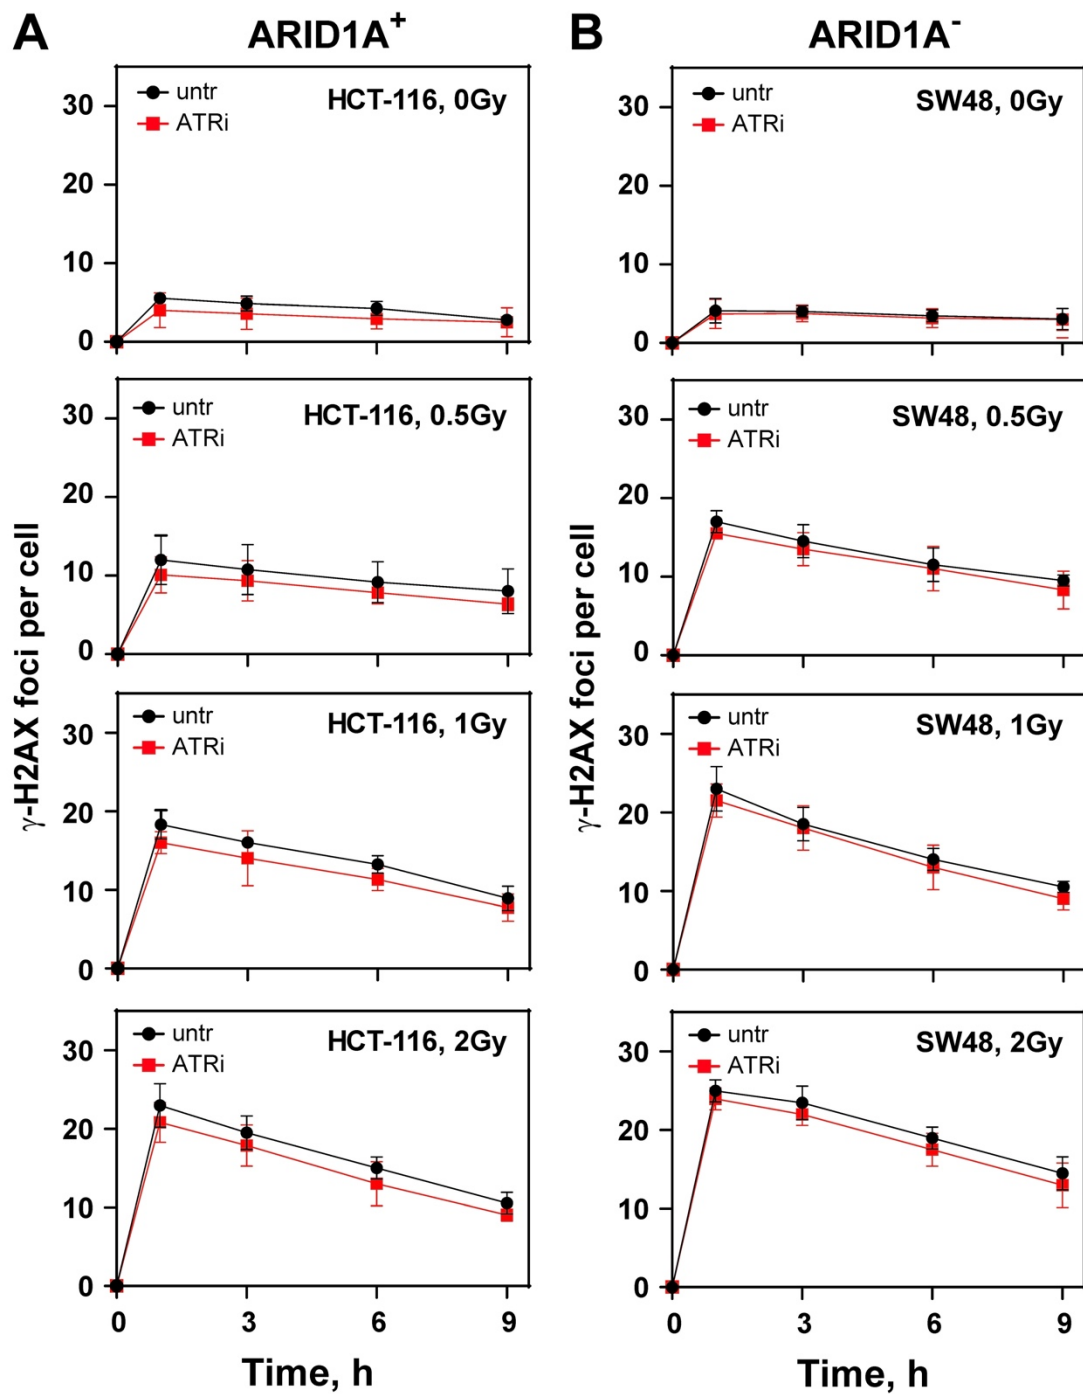 A
ARID1A+
γ-H2AX foci per cell
untr
ATRi
HCT-116, 0Gy
30
20
10
0
untr
ATRi
HCT-116, 0.5Gy
30
20
10
0
untr
ATRi
HCT-116, 1Gy
30
20
10
0
untr
ATRi
HCT-116, 2Gy
30
20
10
0
0 3 6 9
Time, h
B
ARID1A-
γ-H2AX foci per cell
untr
ATRi
SW48, 0Gy
30
20
10
0
untr
ATRi
SW48, 0.5Gy
30
20
10
0
untr
ATRi
SW48, 1Gy
30
20
10
0
untr
ATRi
SW48, 2Gy
30
20
10
0
0 3 6 9
Time, h